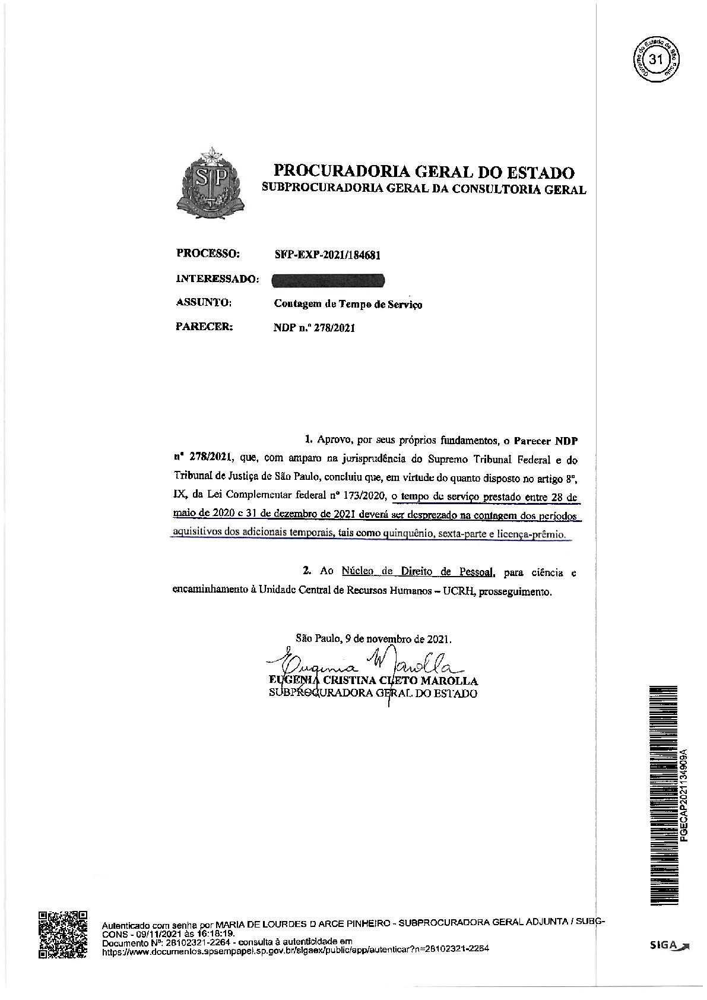 Governo do Estado de São Paulo
31
SP
PROCURADORIA GERAL DO ESTADO
SUBPROCURADORIA GERAL DA CONSULTORIA GERAL
PROCESSO: SFP-EXP-2021/184681
INTERESSADO:
ASSUNTO: Contagem de Tempo de Serviço
PARECER: NDP n.º 278/2021
1. Aprovo, por seus próprios fundamentos, o Parecer NDP
nº 278/2021, que, com amparo na jurisprudência do Supremo Tribunal Federal e do
Tribunal de Justiça de São Paulo, concluiu que, em virtude do quanto disposto no artigo 8º,
IX, da Lei Complementar federal nº 173/2020, o tempo de serviço prestado entre 28 de
maio de 2020 e 31 de dezembro de 2021 deverá ser desprezado na contagem dos períodos
aquisitivos dos adicionais temporais, tais como quinquênio, sexta-parte e licença-prêmio.
2. Ao Núcleo de Direito de Pessoal, para ciência e
encaminhamento à Unidade Central de Recursos Humanos – UCRH, prosseguimento.
São Paulo, 9 de novembro de 2021.
Eugenia Marolla
EUGENIA CRISTINA CLETO MAROLLA
SUBPROCURADORA GERAL DO ESTADO
PGECAP2021134909A
Autenticado com senha por MARIA DE LOURDES D ARCE PINHEIRO - SUBPROCURADORA GERAL ADJUNTA / SUBG-
CONS - 09/11/2021 às 16:18:19.
Documento Nº: 28102321-2264 - consulta à autenticidade em
https://www.documentos.spsempapel.sp.gov.br/sigaex/public/app/autenticar?n=28102321-2264
SIGA